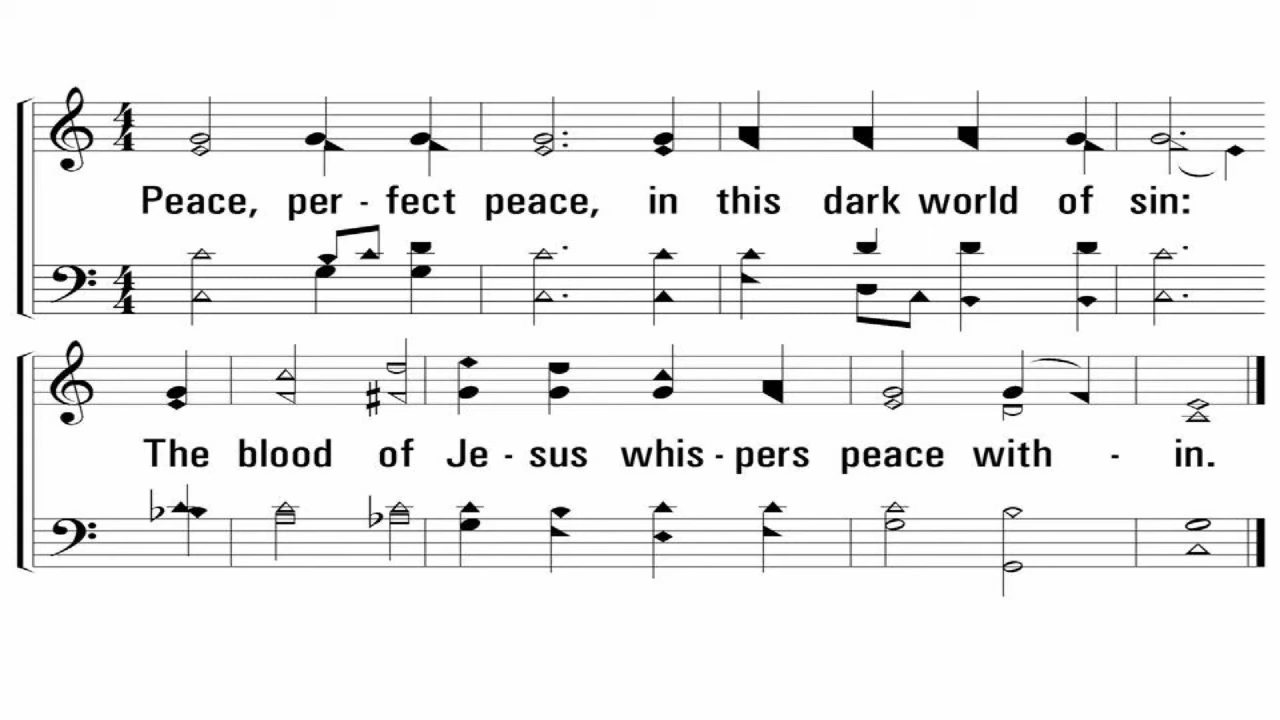 Peace, per - fect peace, in this dark world of sin:
The blood of Je - sus whis - pers peace with - in.